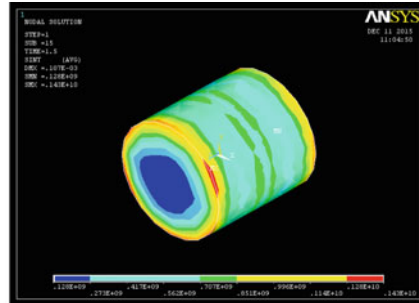 1
NODAL SOLUTION
STEP=1
SUB =15
TIME=1.5
SINT (AVG)
DMX =.107E-03
SMN =.128E+09
SMX =.143E+10
ANSYS
DEC 11 2015
11:04:50
.128E+09 .417E+09 .707E+09 .996E+09 .128E+10
.273E+09 .562E+09 .851E+09 .114E+10 .143E+10